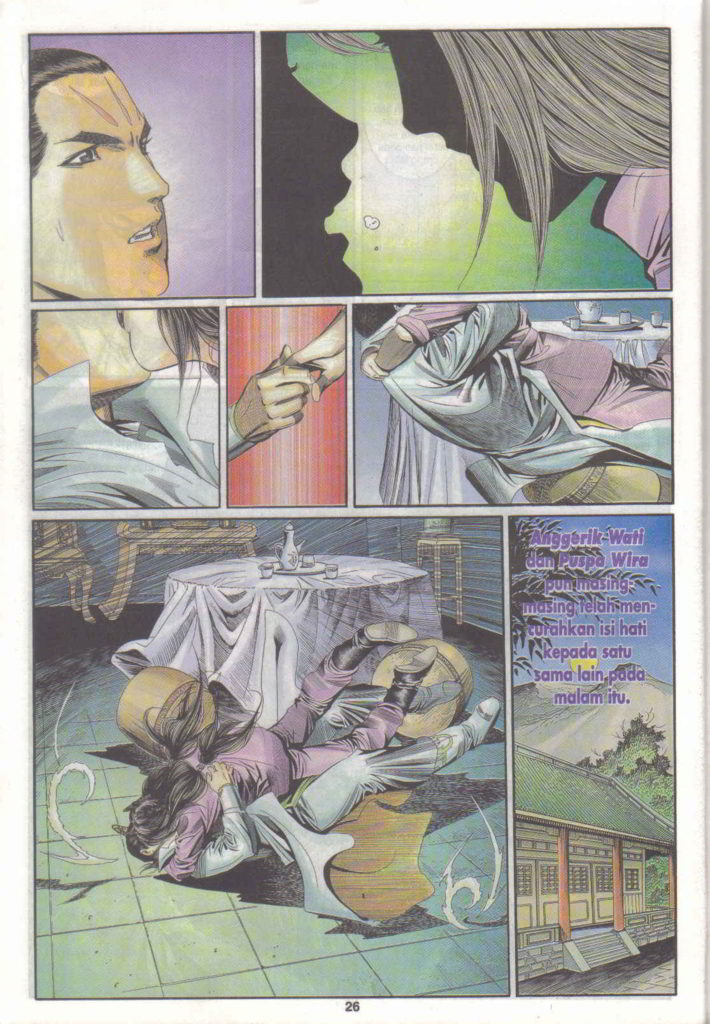 Anggerik Wati
dan Puspa Wira
pun masing-
masing telah men-
curahkan isi hati
kepada satu
sama lain pada
malam itu.
26